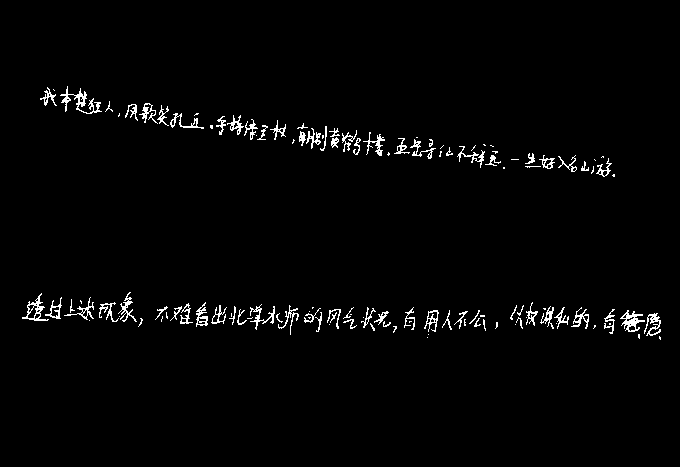 我本楚狂人,凤歌笑孔丘.手持绿玉杖,朝别黄鹤楼.五岳寻仙不辞远.一生好入名山游.
透过上述现象,不难看出北洋水师的风气状况,有用人不公,以权谋私的.有